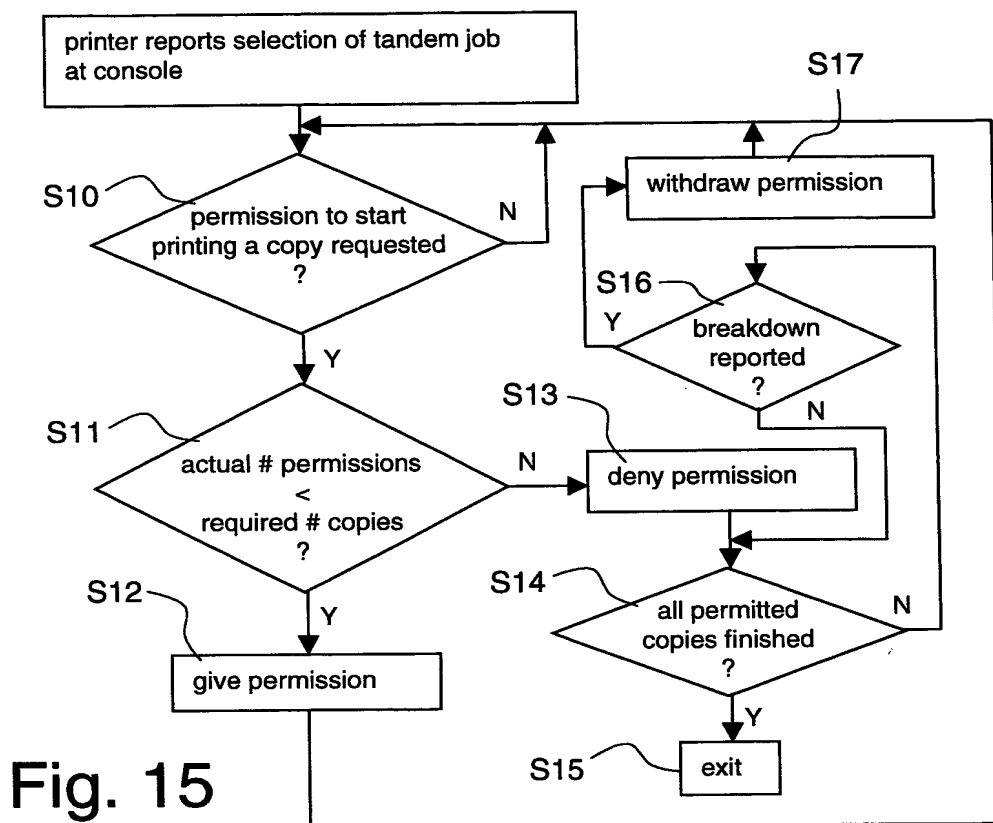 printer reports selection of tandem job
at console
S17
withdraw permission
S10
permission to start
printing a copy requested
?
N
Y
S16
breakdown
reported
?
Y
N
S11
actual # permissions
<
required # copies
?
N
Y
S13
deny permission
S12
give permission
S14
all permitted
copies finished
?
N
Y
S15
exit
Fig. 15